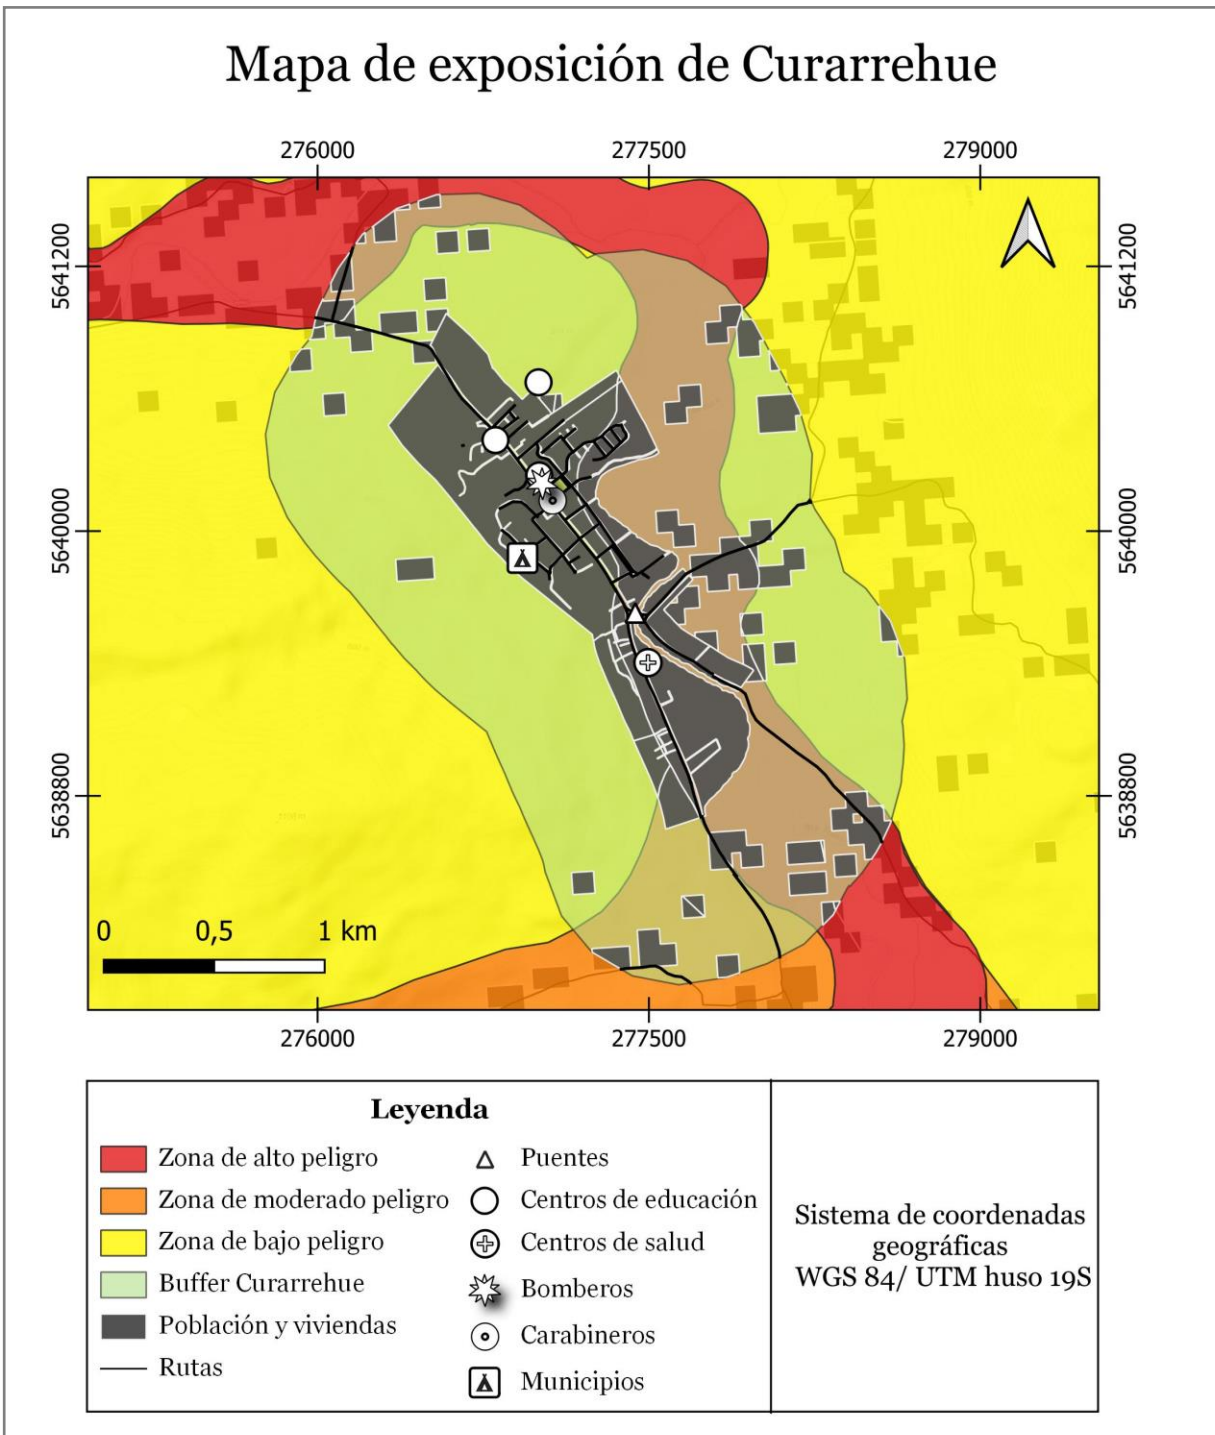 Mapa de exposición de Curarrehue
276000 277500 279000
5641200 5641200
5640000 5640000
5638800 5638800
0 0,5 1 km
276000 277500 279000
Leyenda
Zona de alto peligro
Zona de moderado peligro
Zona de bajo peligro
Buffer Curarrehue
Población y viviendas
Rutas
Puentes
Centros de educación
Centros de salud
Bomberos
Carabineros
Municipios
Sistema de coordenadas
geográficas
WGS 84/ UTM huso 19S